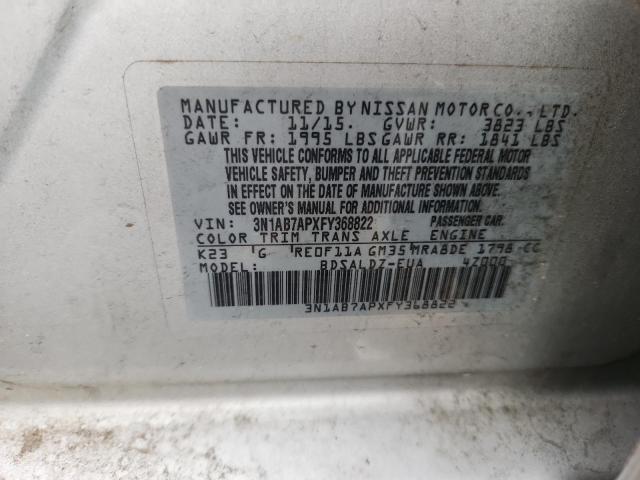 MANUFACTURED BY NISSAN MOTOR CO., LTD.
DATE: 11/15. GVWR: 3823 LBS
GAWR FR: 1995 LBS GAWR RR: 1841 LBS
THIS VEHICLE CONFORMS TO ALL APPLICABLE FEDERAL MOTOR
VEHICLE SAFETY, BUMPER AND THEFT PREVENTION STANDARDS
IN EFFECT ON THE DATE OF MANUFACTURE SHOWN ABOVE.
SEE OWNER'S MANUAL FOR ADDITIONAL INFORMATION.
VIN: 3N1AB7APXFY368822 PASSENGER CAR.
COLOR TRIM TRANS AXLE ENGINE
K23 G RE0F11A GM35 MRA8DE 1798 CC
MODEL: BDSALDZ-EUA 4Z000
3N1AB7APXFY368822